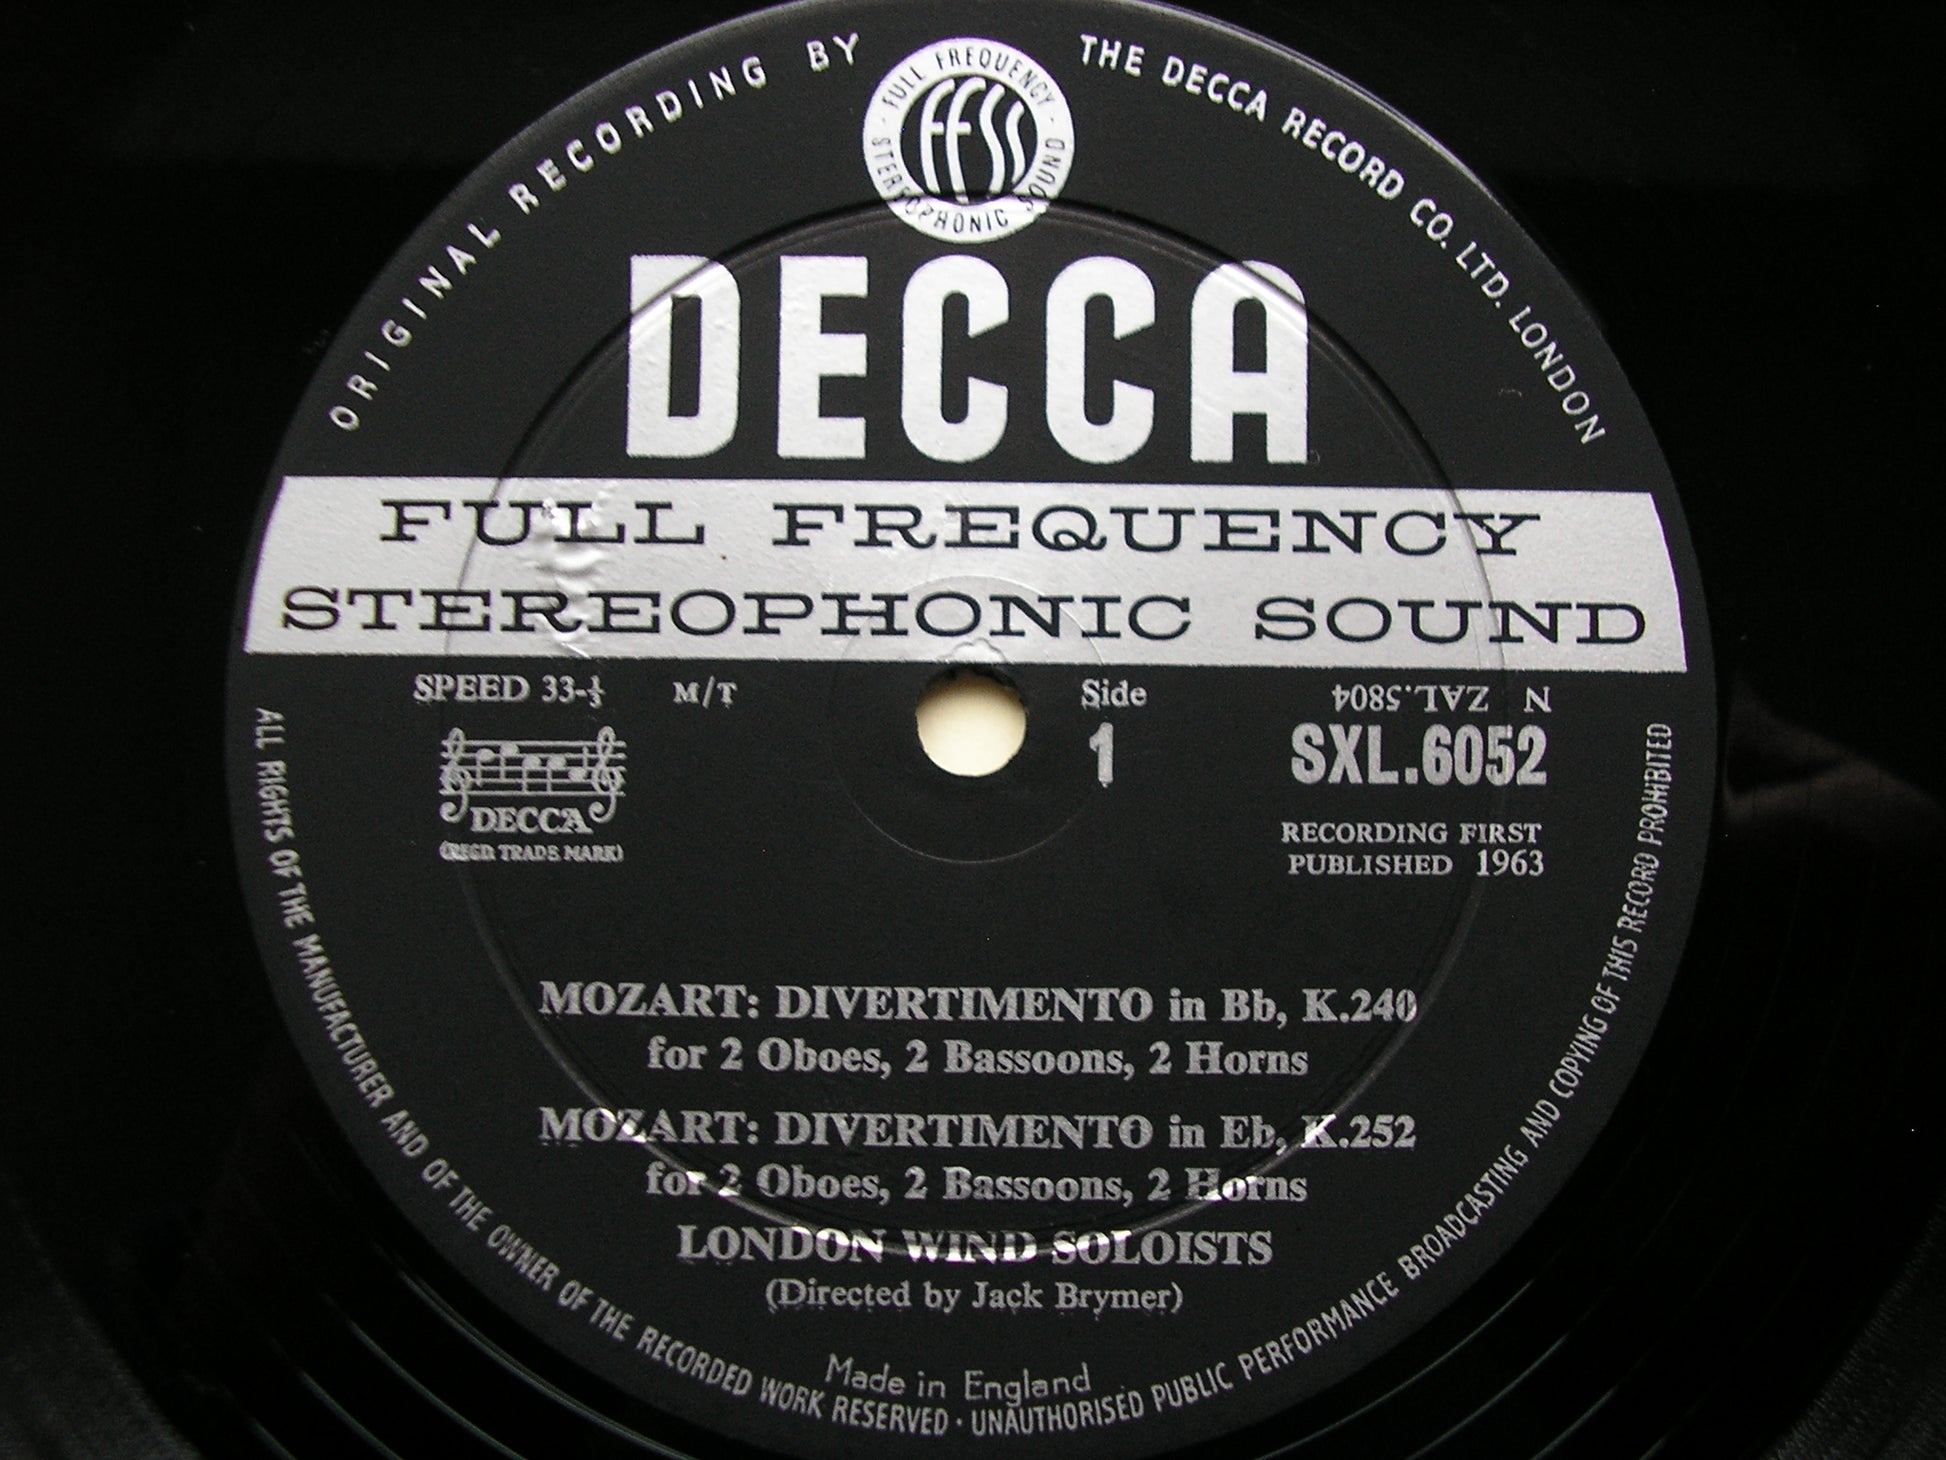 ORIGINAL RECORDING BY THE DECCA RECORD CO. LTD. LONDON
· FULL FREQUENCY · STEREOPHONIC SOUND
FFSS
DECCA
FULL FREQUENCY
STEREOPHONIC SOUND
SPEED 33-⅓ M/T
Side
1
N ZAL.5804
SXL.6052
RECORDING FIRST
PUBLISHED 1963
DECCA
(REGD. TRADE MARK)
MOZART: DIVERTIMENTO in Bb, K.240
for 2 Oboes, 2 Bassoons, 2 Horns
MOZART: DIVERTIMENTO in Eb, K.252
for 2 Oboes, 2 Bassoons, 2 Horns
LONDON WIND SOLOISTS
(Directed by Jack Brymer)
Made in England
ALL RIGHTS OF THE MANUFACTURER AND OF THE OWNER OF THE RECORDED WORK RESERVED · UNAUTHORISED PUBLIC PERFORMANCE BROADCASTING AND COPYING OF THIS RECORD PROHIBITED